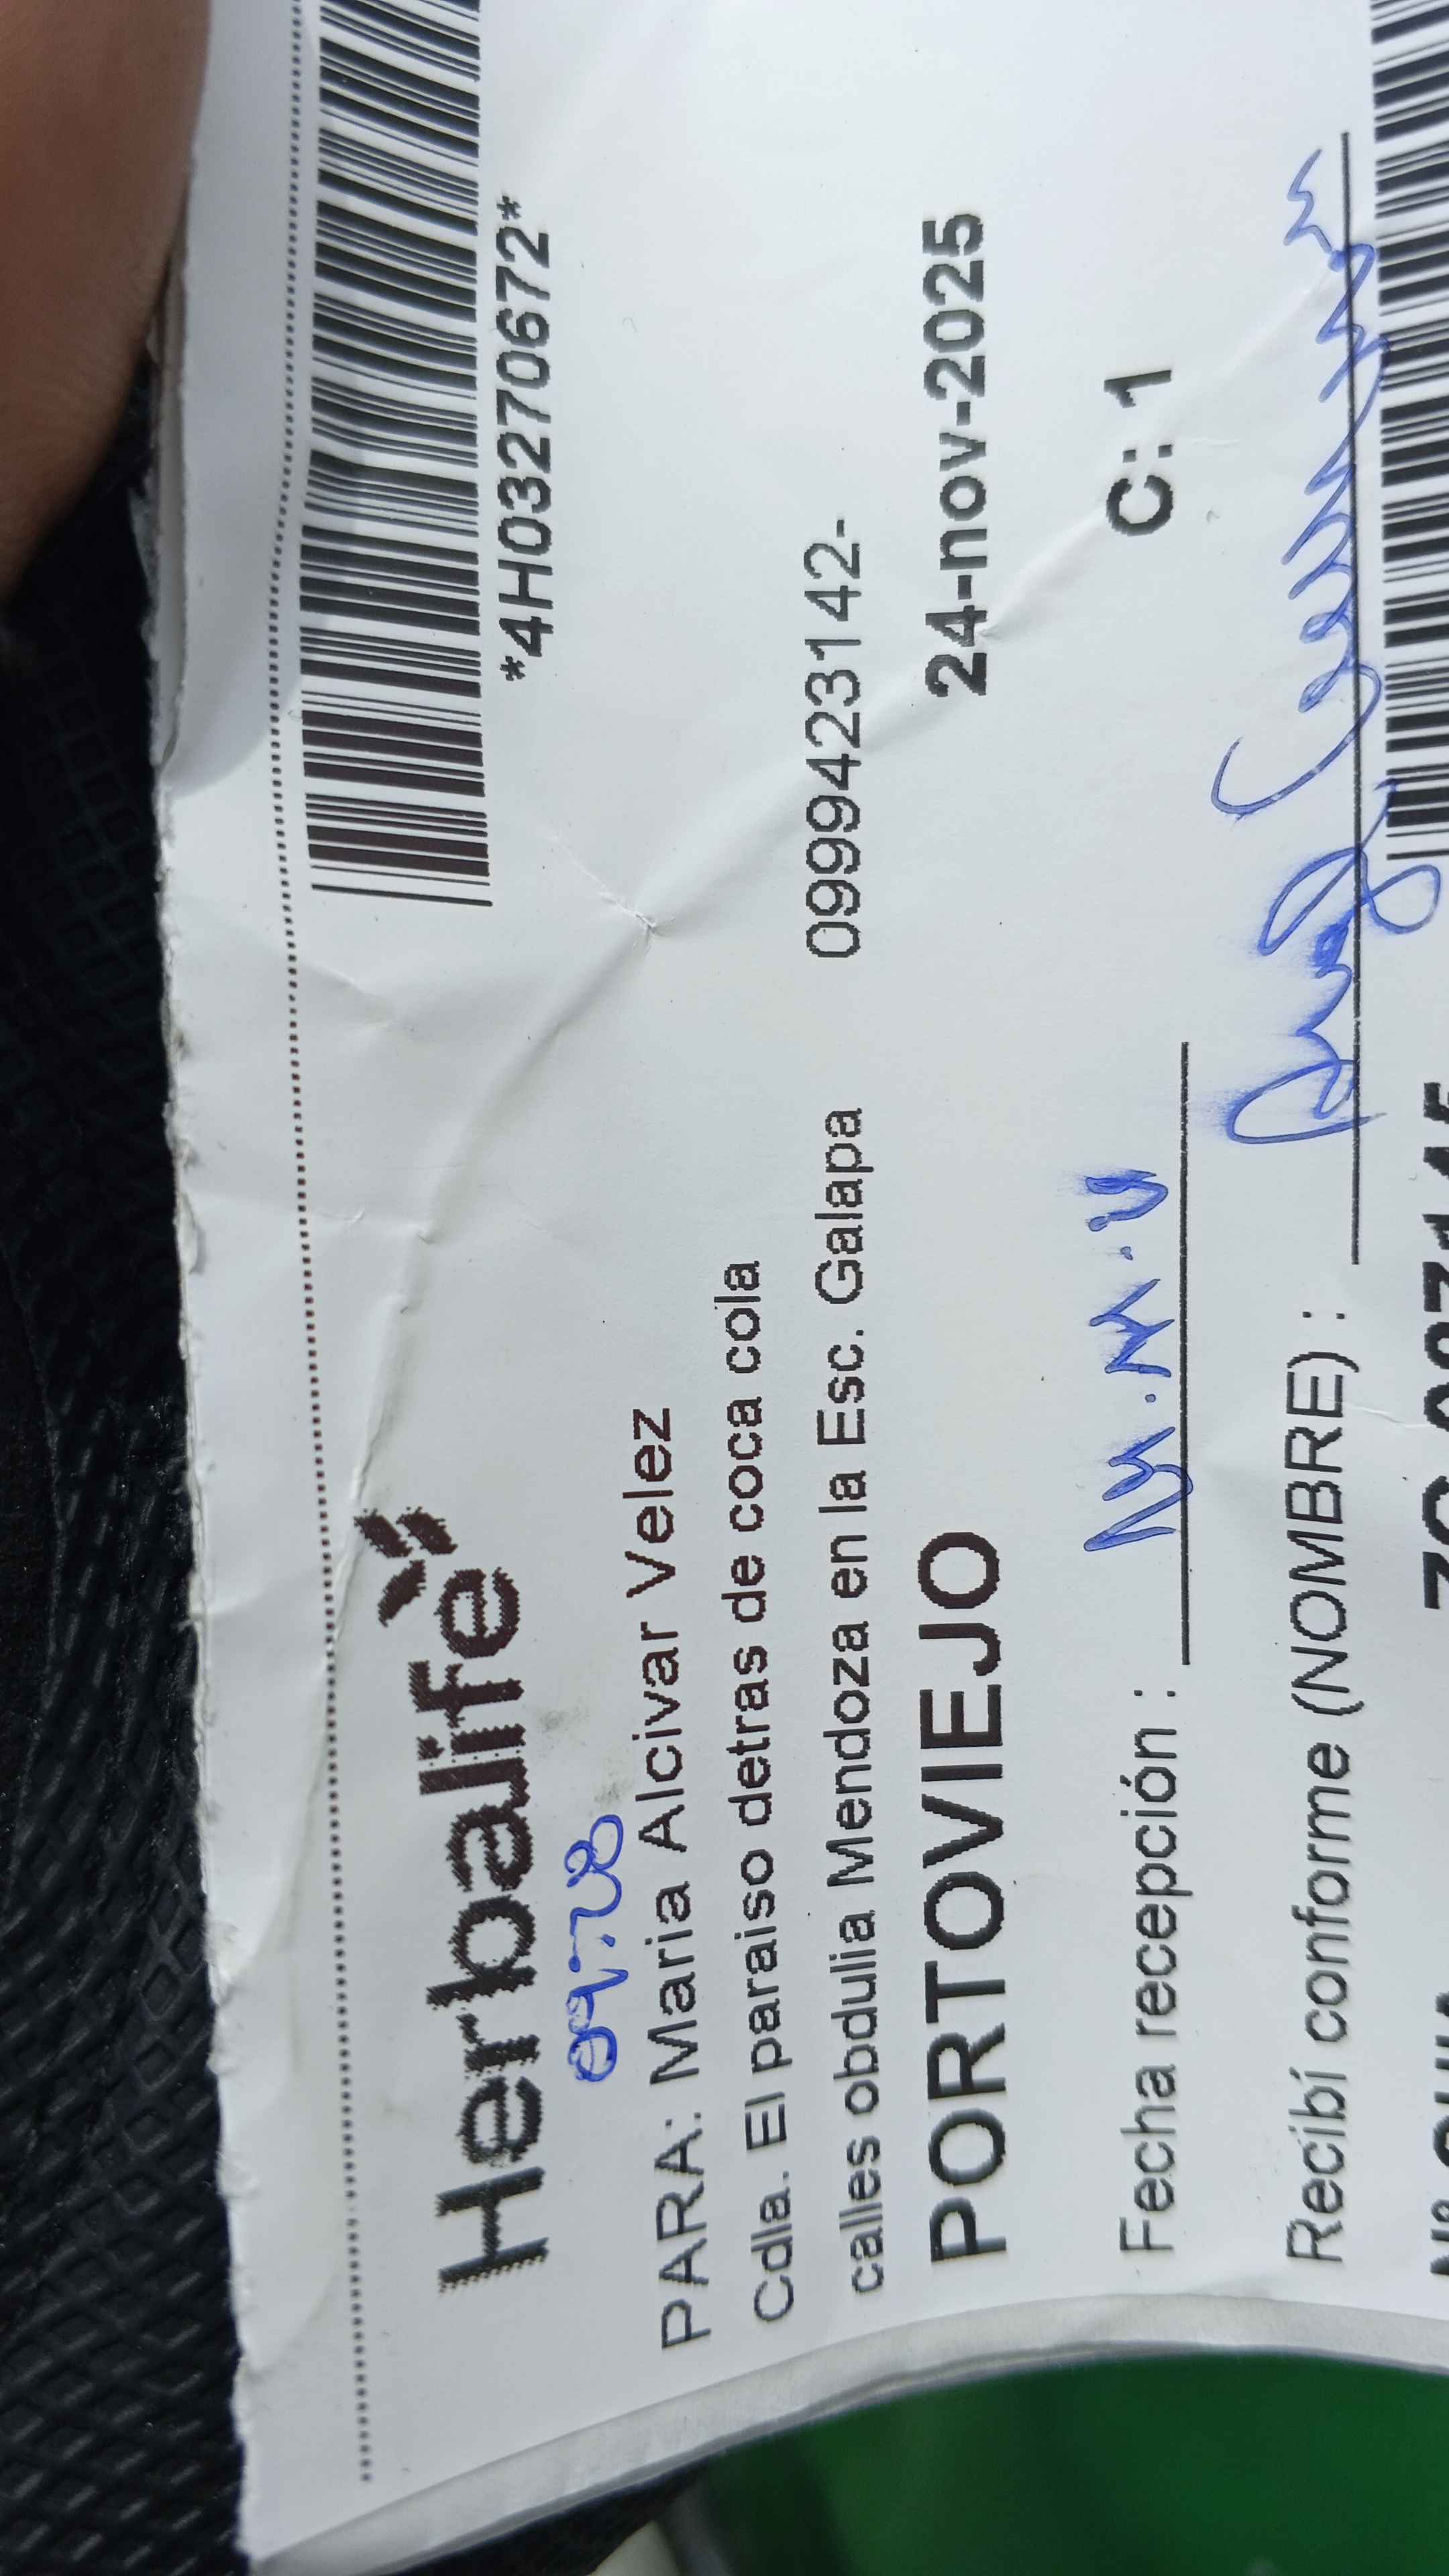 *4H03270672*
Herbalife
PARA: Maria Alcivar Velez
Cdla. El paraiso detras de coca cola
calles obdulia Mendoza en la Esc. Galapa 0999423142-
PORTOVIEJO 24-nov-2025
Fecha recepción :
C: 1
Recibí conforme (NOMBRE) :